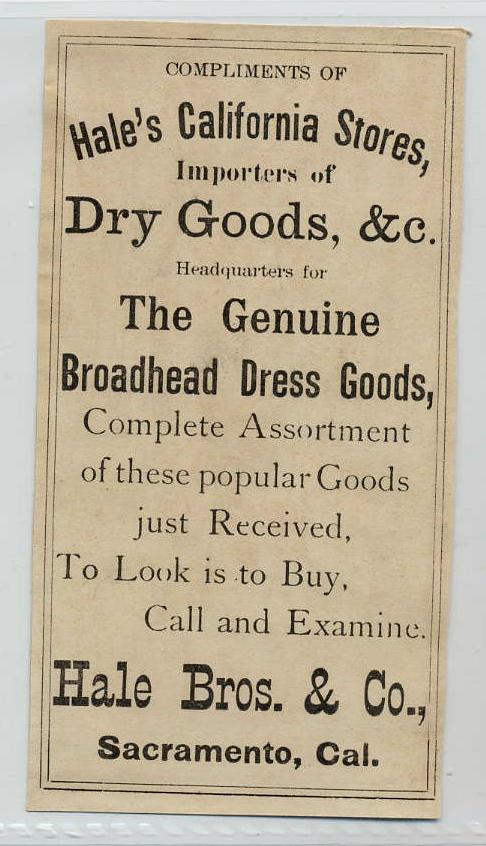 COMPLIMENTS OF
Hale's California Stores,
Importers of
Dry Goods, &c.
Headquarters for
The Genuine
Broadhead Dress Goods,
Complete Assortment
of these popular Goods
just Received,
To Look is to Buy,
Call and Examine.
Hale Bros. & Co.,
Sacramento, Cal.